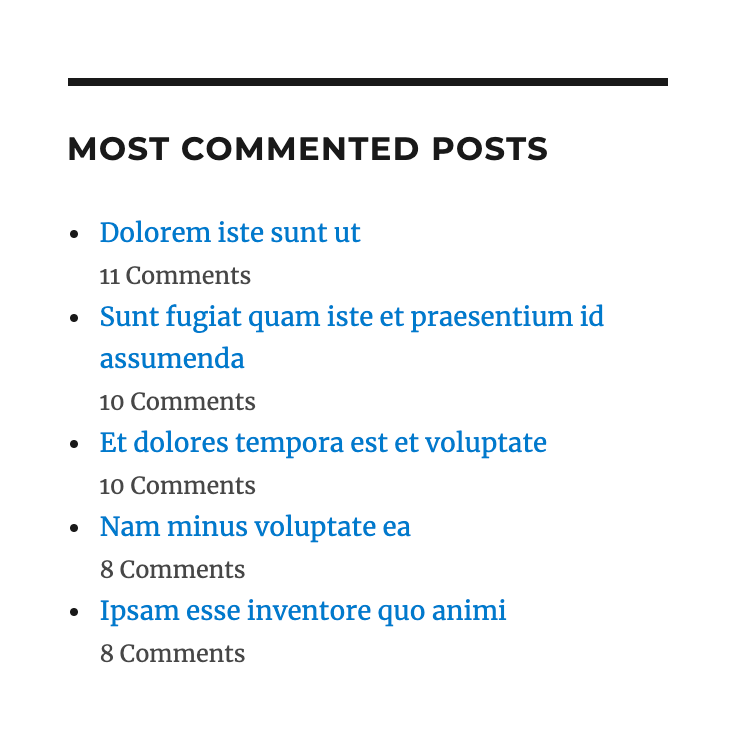 MOST COMMENTED POSTS
Dolorem iste sunt ut
11 Comments
Sunt fugiat quam iste et praesentium id
assumenda
10 Comments
Et dolores tempora est et voluptate
10 Comments
Nam minus voluptate ea
8 Comments
Ipsam esse inventore quo animi
8 Comments